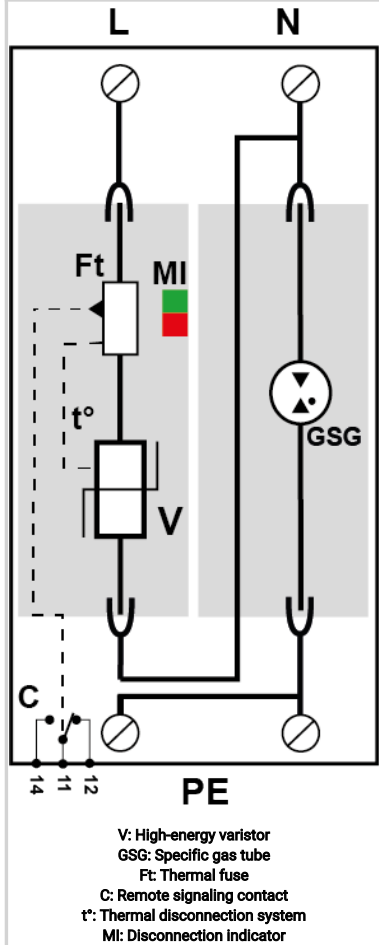 L N
Ft MI
t°
GSG
V
C
14 11 12
PE
V: High-energy varistor
GSG: Specific gas tube
Ft: Thermal fuse
C: Remote signaling contact
t°: Thermal disconnection system
MI: Disconnection indicator